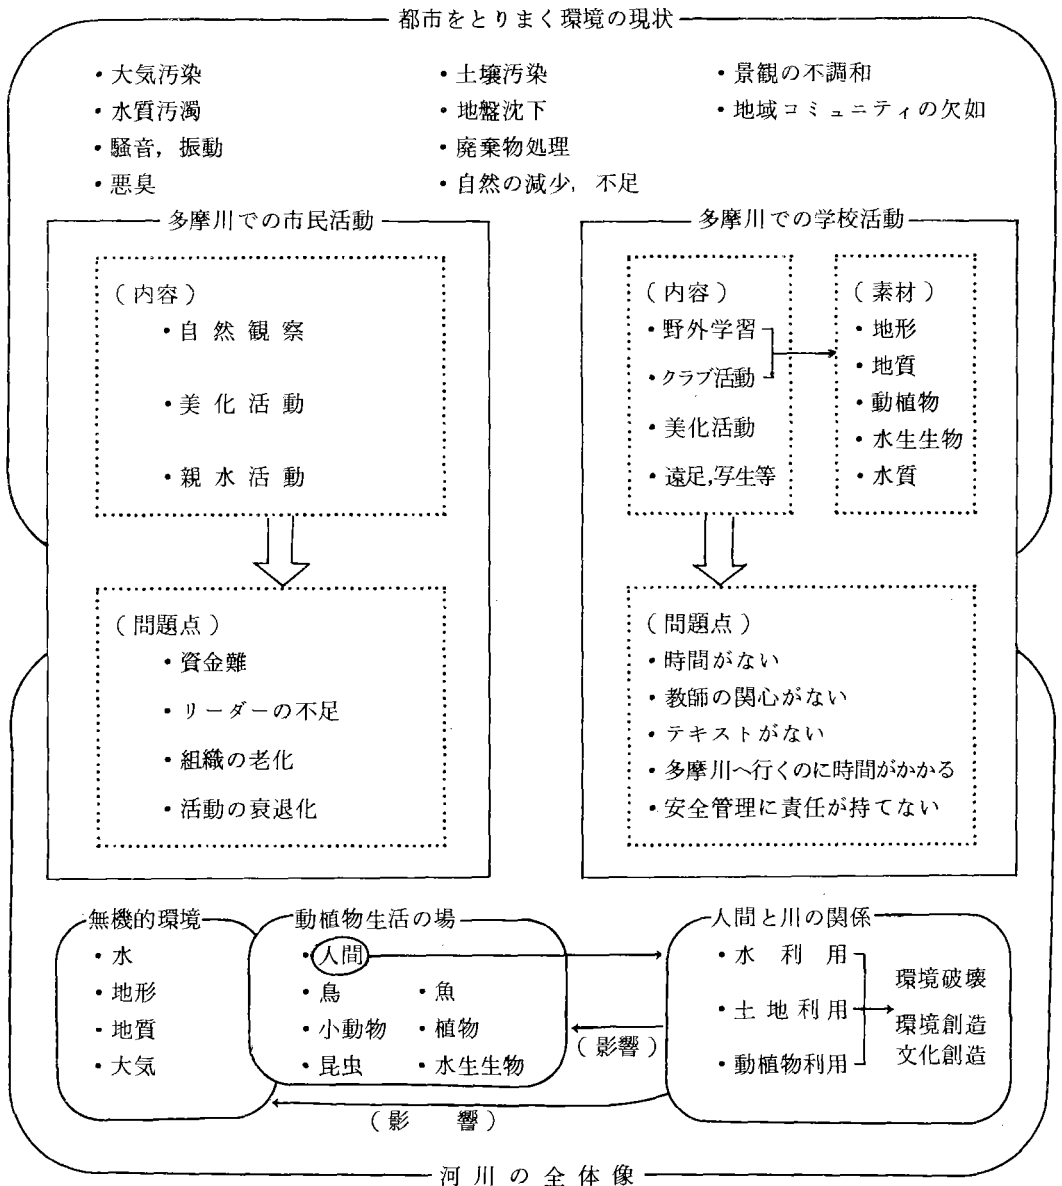 都市をとりまく環境の現状
・大気汚染
・水質汚濁
・騒音，振動
・悪臭
・土壌汚染
・地盤沈下
・廃棄物処理
・自然の減少，不足
・景観の不調和
・地域コミュニティの欠如
多摩川での市民活動
（内容）
・自然観察
・美化活動
・親水活動
（問題点）
・資金難
・リーダーの不足
・組織の老化
・活動の衰退化
多摩川での学校活動
（内容）
・野外学習
・クラブ活動
・美化活動
・遠足,写生等
（素材）
・地形
・地質
・動植物
・水生生物
・水質
（問題点）
・時間がない
・教師の関心がない
・テキストがない
・多摩川へ行くのに時間がかかる
・安全管理に責任が持てない
無機的環境
・水
・地形
・地質
・大気
動植物生活の場
・人間
・鳥
・魚
・小動物
・植物
・昆虫
・水生生物
人間と川の関係
・水利用
・土地利用
・動植物利用
環境破壊
環境創造
文化創造
（影響）
（影響）
河川の全体像